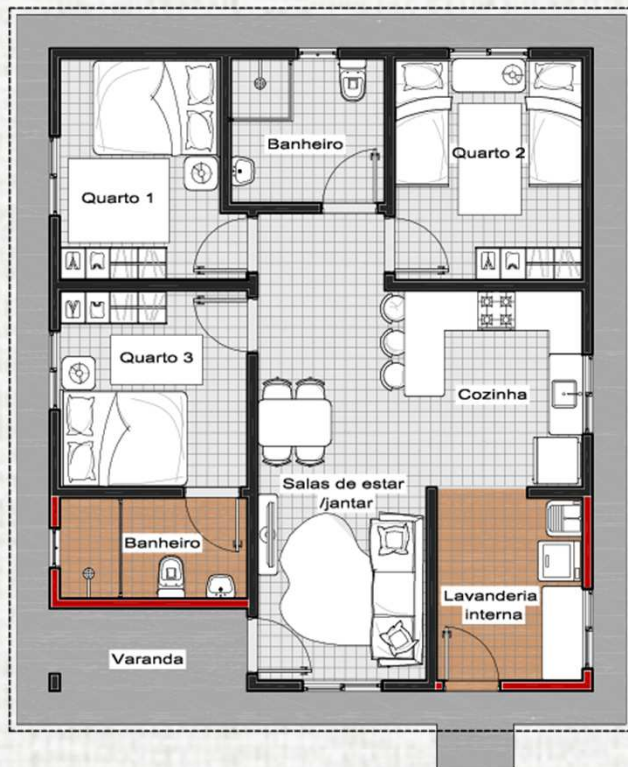 Banheiro
Quarto 1
Quarto 2
Quarto 3
Cozinha
Salas de estar
/jantar
Banheiro
Lavanderia
interna
Varanda